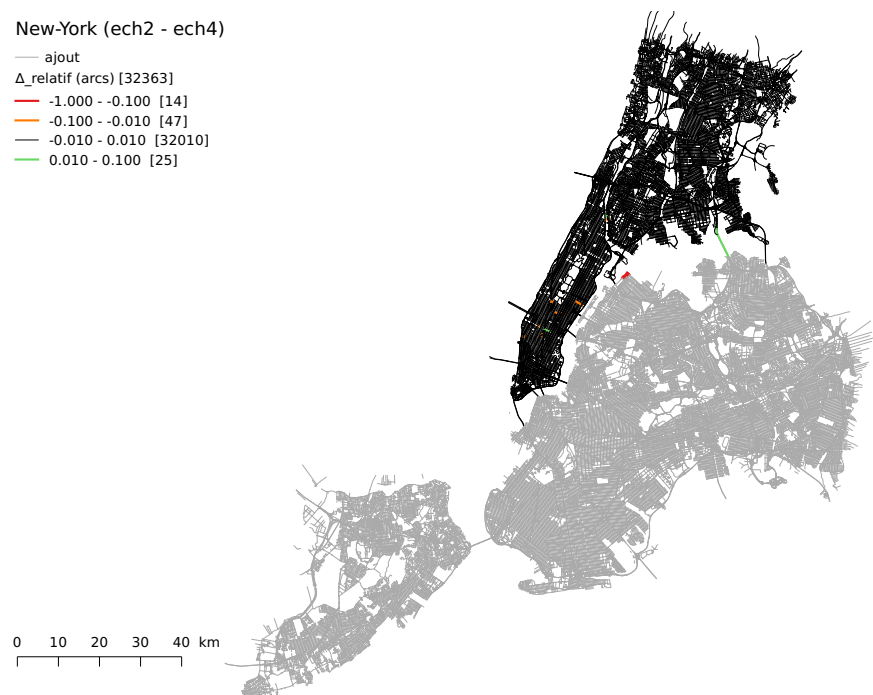 New-York (ech2 - ech4)
ajout
Δ_relatif (arcs) [32363]
-1.000 - -0.100 [14]
-0.100 - -0.010 [47]
-0.010 - 0.010 [32010]
0.010 - 0.100 [25]
0 10 20 30 40 km